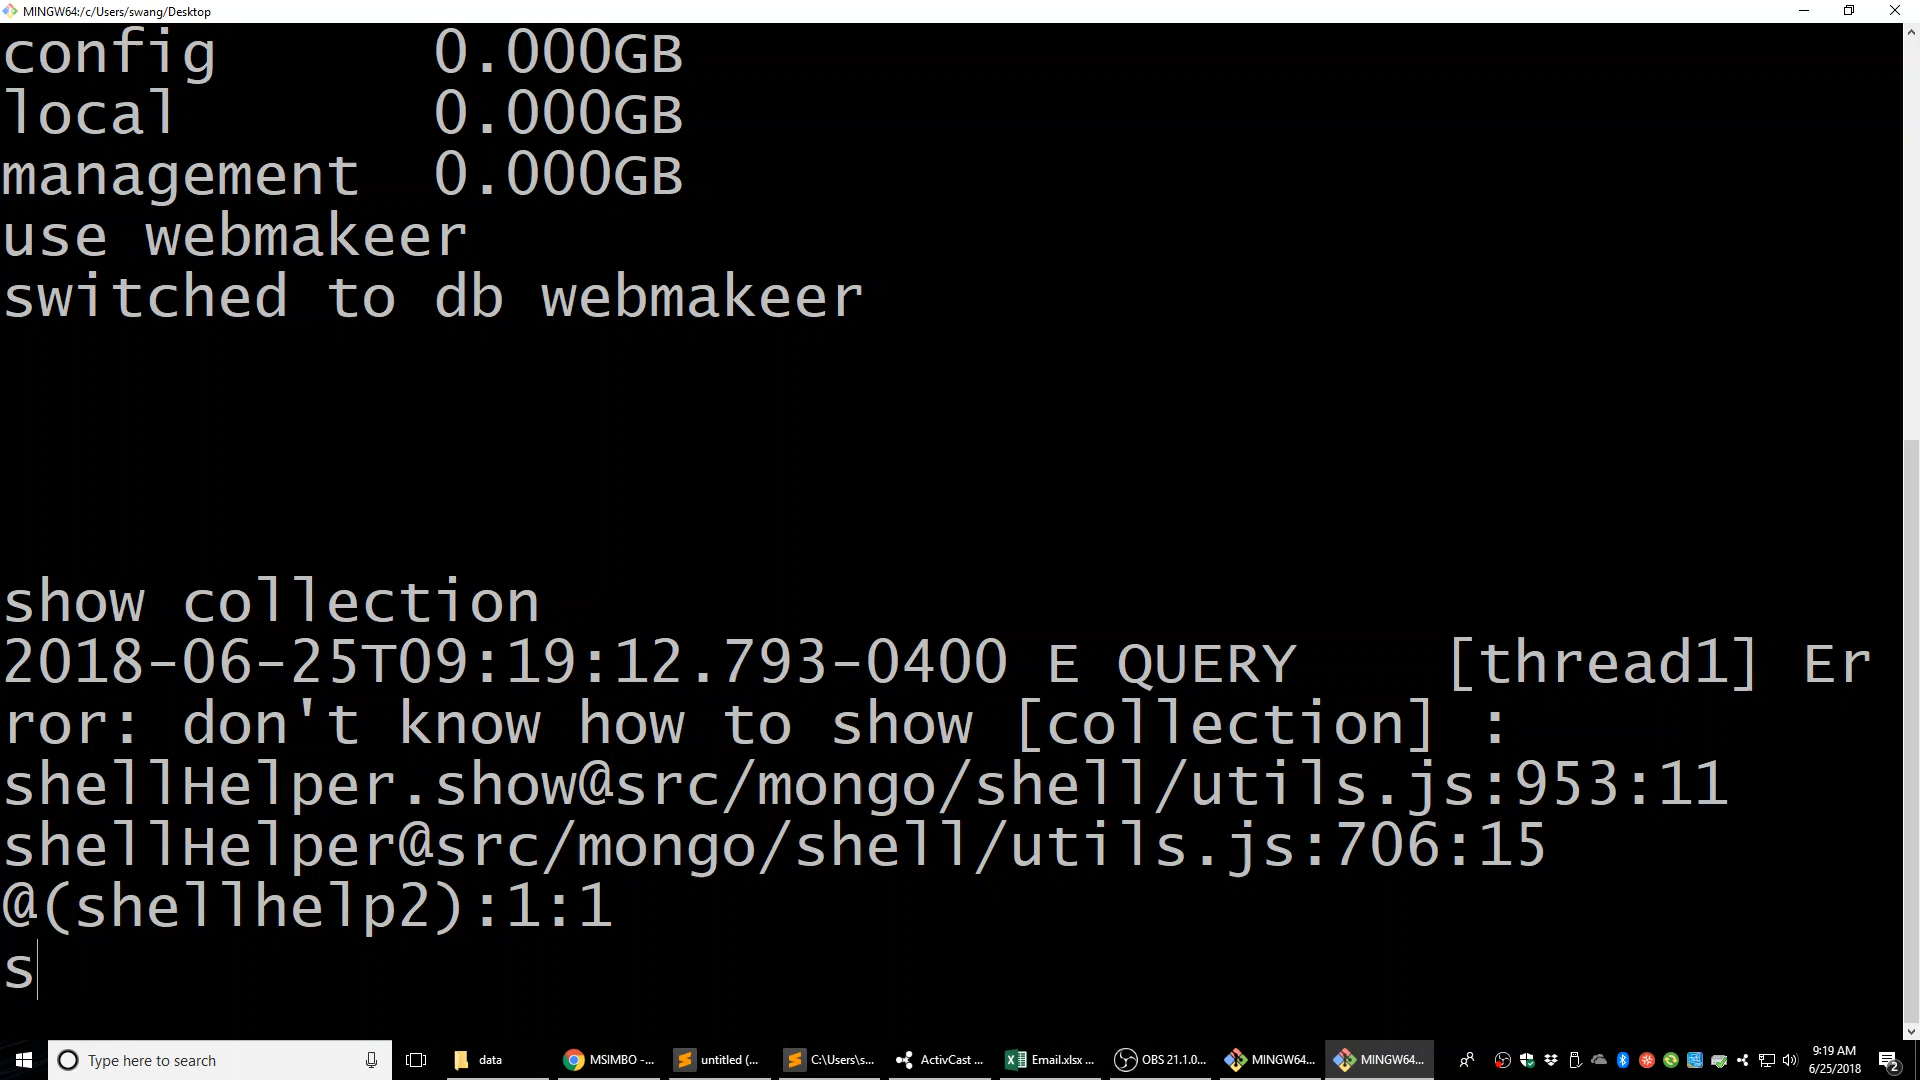 MINGW64:/c/Users/swang/Desktop
config 0.000GB
local 0.000GB
management 0.000GB
use webmakeer
switched to db webmakeer
show collection
2018-06-25T09:19:12.793-0400 E QUERY [thread1] Er
ror: don't know how to show [collection] :
shellHelper.show@src/mongo/shell/utils.js:953:11
shellHelper@src/mongo/shell/utils.js:706:15
@(shellhelp2):1:1
s
Type here to search data MSIMBO -... untitled (... C:\Users\s... ActivCast ... Email.xlsx ... OBS 21.1.0... MINGW64... MINGW64... 9:19 AM
6/25/2018 2